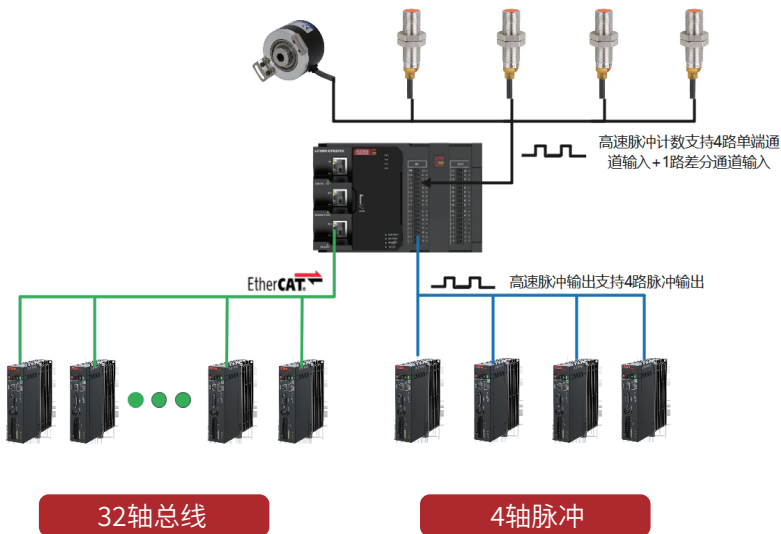 高速脉冲计数支持4路单端通
道输入+1路差分通道输入
EtherCAT
高速脉冲输出支持4路脉冲输出
32轴总线
4轴脉冲